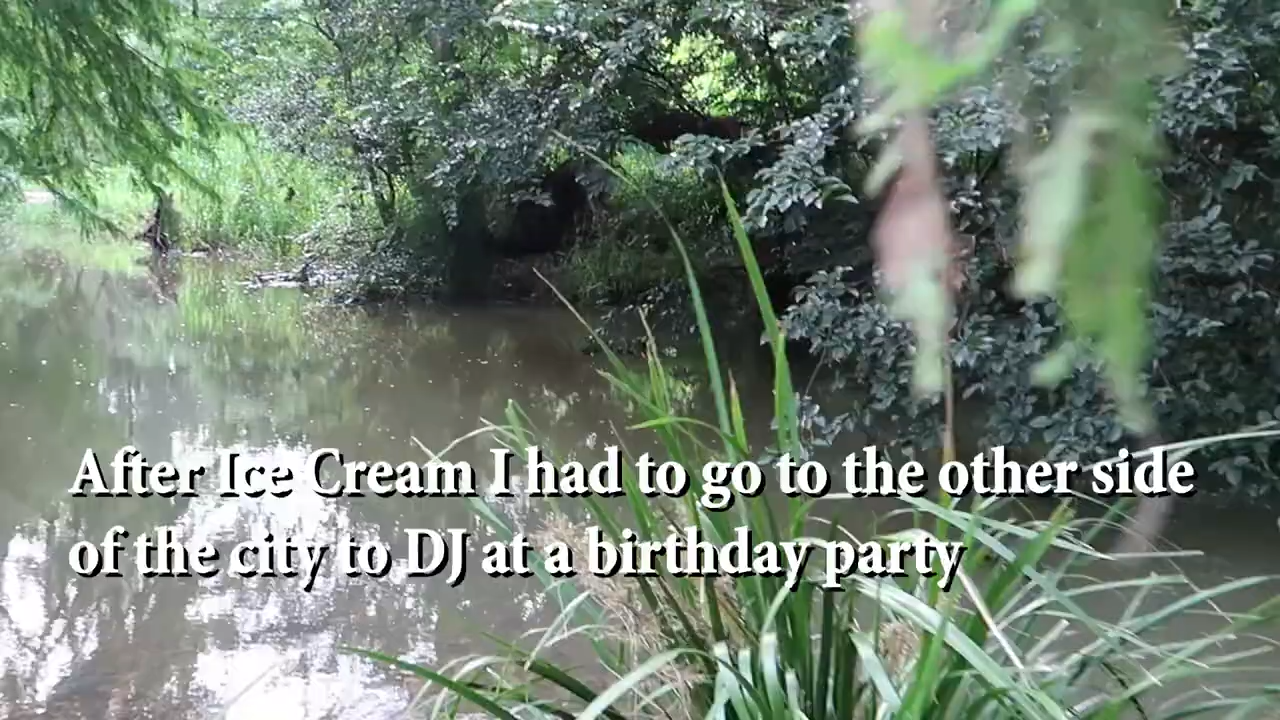 After Ice Cream I had to go to the other side
of the city to DJ at a birthday party